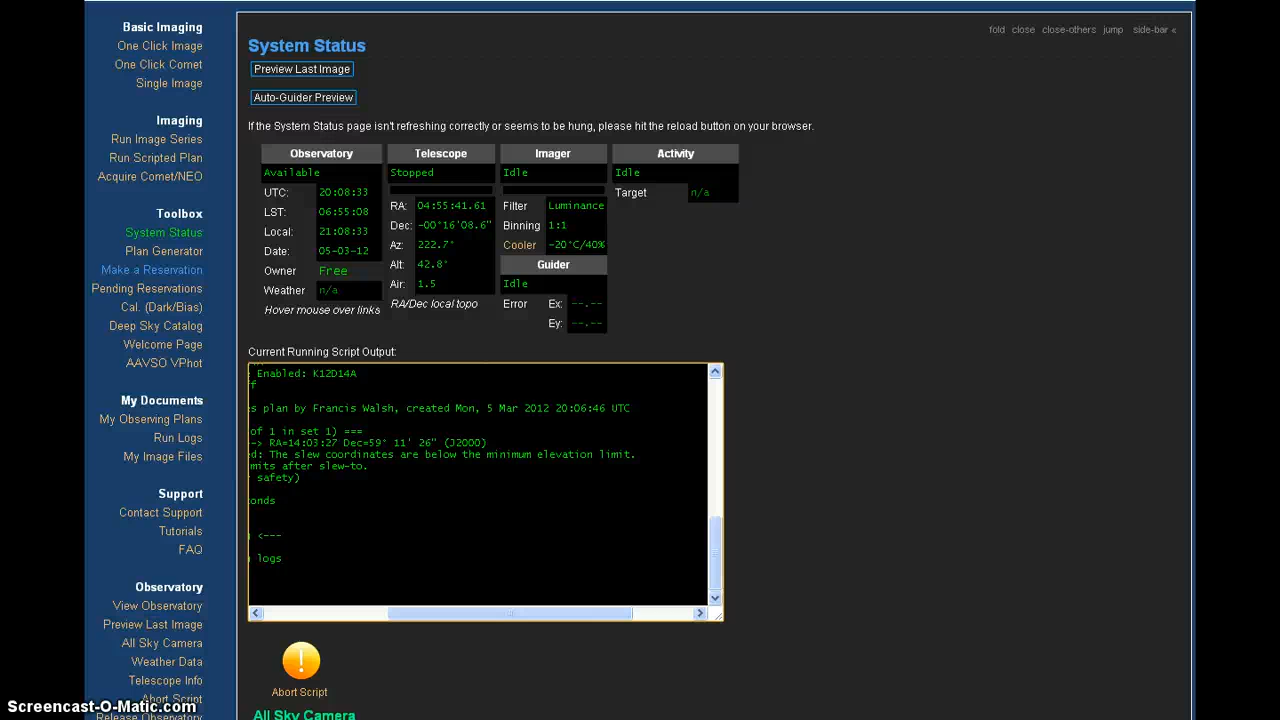 Basic Imaging
One Click Image
One Click Comet
Single Image
Imaging
Run Image Series
Run Scripted Plan
Acquire Comet/NEO
Toolbox
System Status
Plan Generator
Make a Reservation
Pending Reservations
Cal. (Dark/Bias)
Deep Sky Catalog
Welcome Page
AAVSO VPhot
My Documents
My Observing Plans
Run Logs
My Image Files
Support
Contact Support
Tutorials
FAQ
Observatory
View Observatory
Preview Last Image
All Sky Camera
Weather Data
Telescope Info
Abort Script
Release Observatory
fold close close-others jump side-bar «
System Status
Preview Last Image
Auto-Guider Preview
If the System Status page isn't refreshing correctly or seems to be hung, please hit the reload button on your browser.
Observatory
Available
UTC: 20:08:33
LST: 06:55:08
Local: 21:08:33
Date: 05-03-12
Owner Free
Weather n/a
Hover mouse over links
Telescope
Stopped
RA: 04:55:41.61
Dec: -00°16'08.6"
Az: 222.7°
Alt: 42.8°
Air: 1.5
RA/Dec local topo
Imager
Idle
Filter Luminance
Binning 1:1
Cooler -20°C/40%
Guider
Idle
Error Ex: --.--
Ey: --.--
Activity
Idle
Target n/a
Current Running Script Output:
Enabled: K12D14A
s plan by Francis Walsh, created Mon, 5 Mar 2012 20:06:46 UTC
of 1 in set 1) ===
-> RA=14:03:27 Dec=59° 11' 26" (J2000)
ed: The slew coordinates are below the minimum elevation limit.
mits after slew-to.
safety)
onds
<---
logs
Abort Script
All Sky Camera
Screencast-O-Matic.com